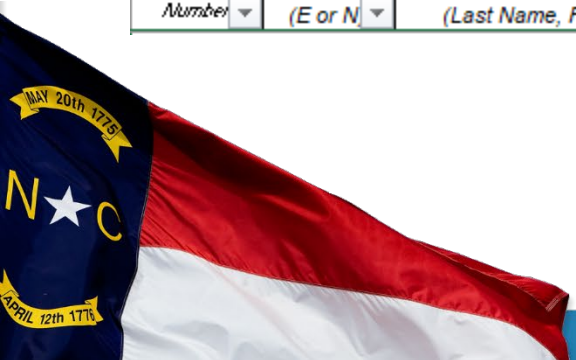 Number (E or N) (Last Name, F
MAY 20th 1775
N C
APRIL 12th 1776